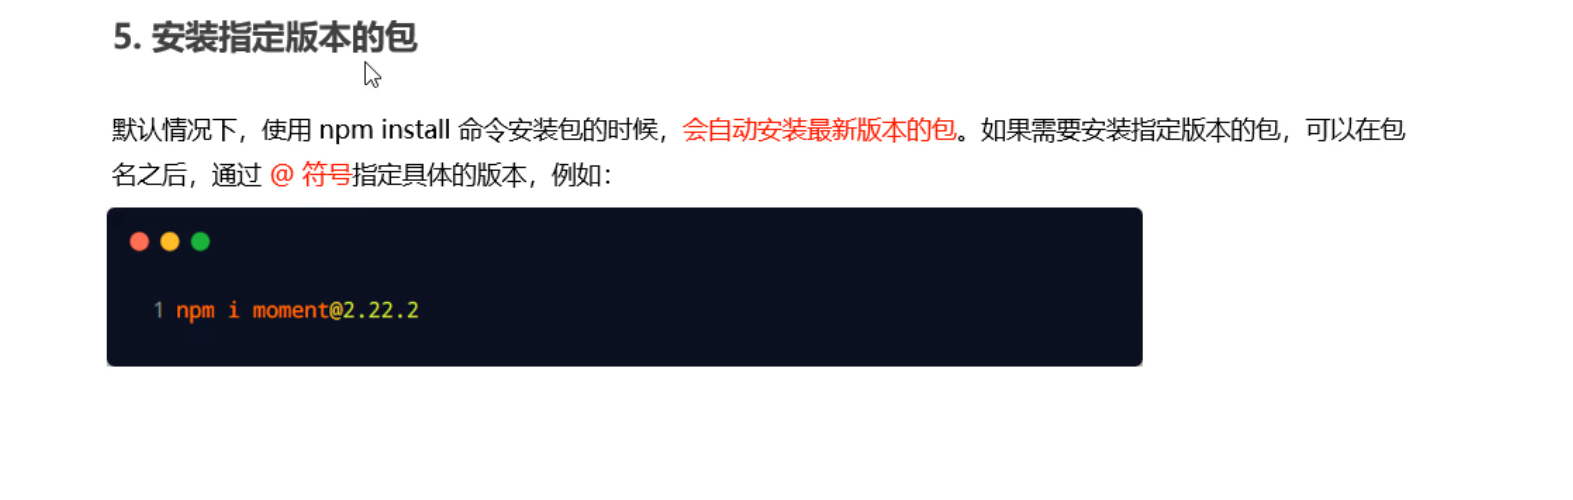 5. 安装指定版本的包
默认情况下，使用 npm install 命令安装包的时候，会自动安装最新版本的包。如果需要安装指定版本的包，可以在包
名之后，通过 @ 符号指定具体的版本，例如：
1 npm i moment@2.22.2